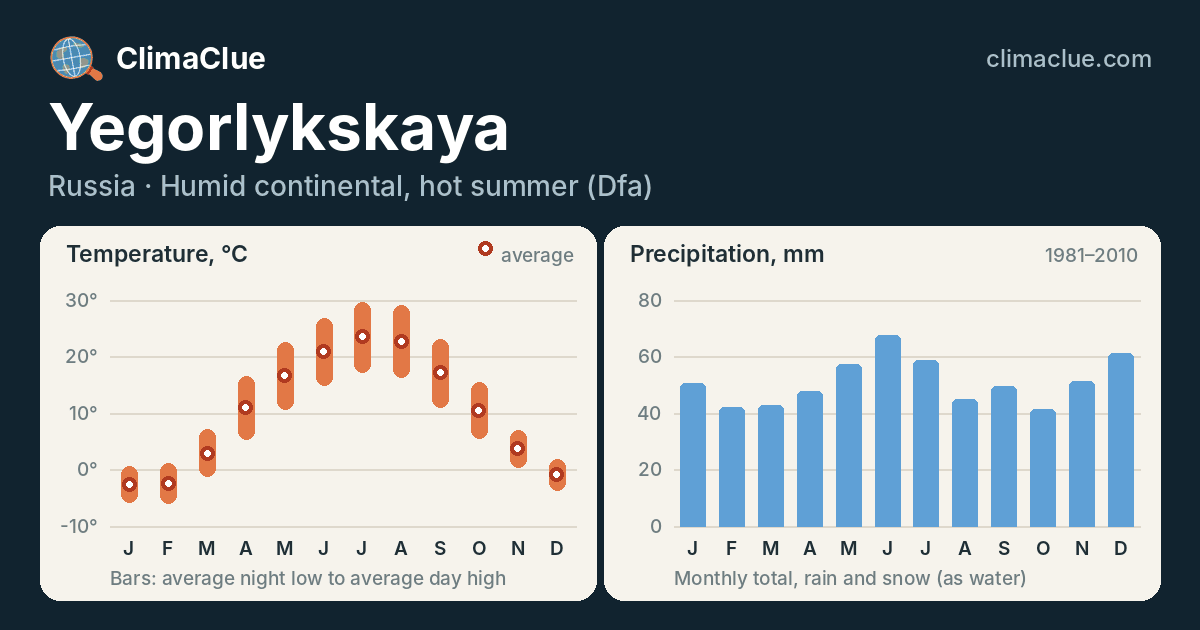 ClimaClue
climaclue.com
Yegorlykskaya
Russia · Humid continental, hot summer (Dfa)
Temperature, °C
average
30°
20°
10°
0°
-10°
J F M A M J J A S O N D
Bars: average night low to average day high
Precipitation, mm
1981–2010
80
60
40
20
0
J F M A M J J A S O N D
Monthly total, rain and snow (as water)